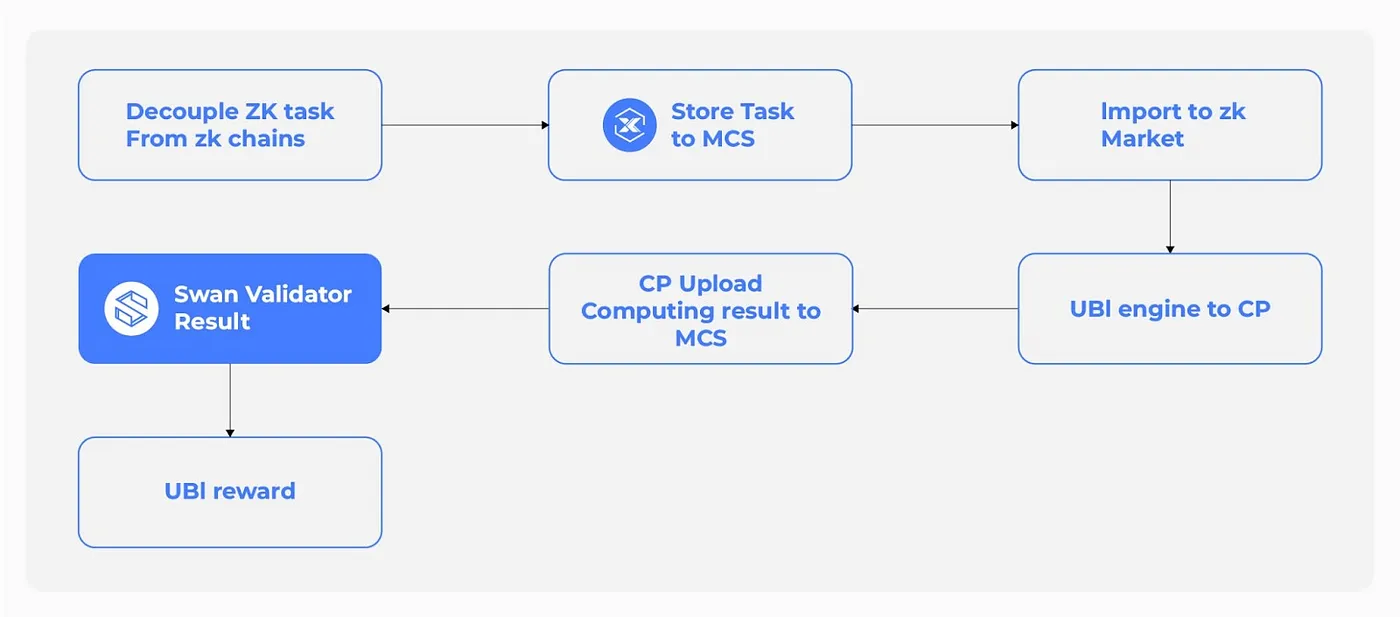 Decouple ZK task
From zk chains
Store Task
to MCS
Import to zk
Market
UBI engine to CP
CP Upload
Computing result to
MCS
Swan Validator
Result
UBI reward